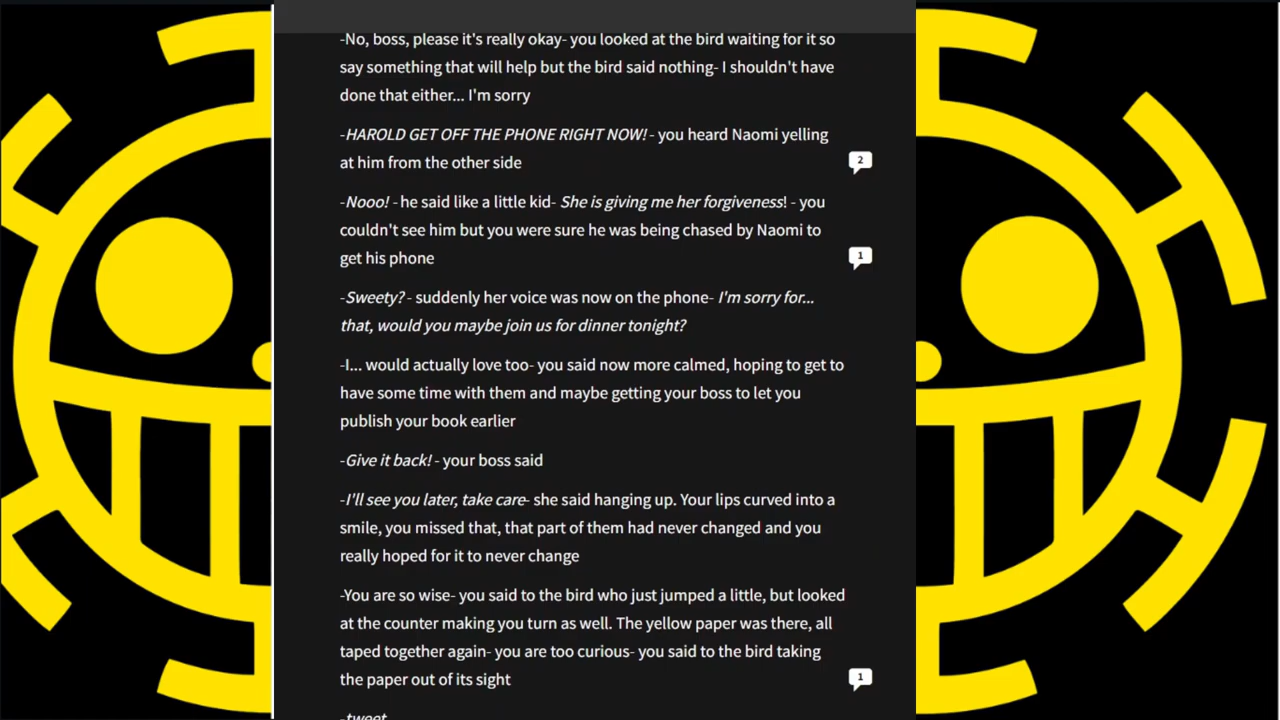 -No, boss, please it's really okay- you looked at the bird waiting for it so
say something that will help but the bird said nothing- I shouldn't have
done that either... I'm sorry
-HAROLD GET OFF THE PHONE RIGHT NOW! - you heard Naomi yelling
at him from the other side
2
-Nooo! - he said like a little kid- She is giving me her forgiveness! - you
couldn't see him but you were sure he was being chased by Naomi to
get his phone
1
-Sweety? - suddenly her voice was now on the phone- I'm sorry for...
that, would you maybe join us for dinner tonight?
-I... would actually love too- you said now more calmed, hoping to get to
have some time with them and maybe getting your boss to let you
publish your book earlier
-Give it back! - your boss said
-I'll see you later, take care- she said hanging up. Your lips curved into a
smile, you missed that, that part of them had never changed and you
really hoped for it to never change
-You are so wise- you said to the bird who just jumped a little, but looked
at the counter making you turn as well. The yellow paper was there, all
taped together again- you are too curious- you said to the bird taking
the paper out of its sight
1
-tweet